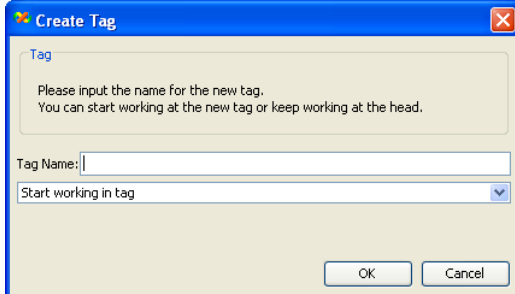 Create Tag
Tag
Please input the name for the new tag.
You can start working at the new tag or keep working at the head.
Tag Name:
Start working in tag
OK Cancel